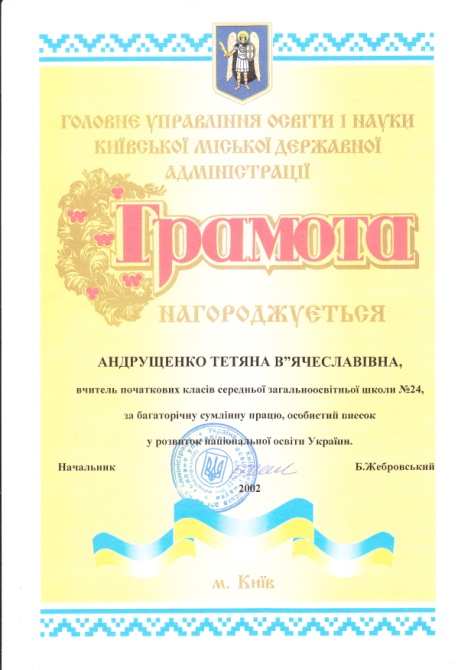 ГОЛОВНЕ УПРАВЛІННЯ ОСВІТИ І НАУКИ
КИЇВСЬКОЇ МІСЬКОЇ ДЕРЖАВНОЇ
АДМІНІСТРАЦІЇ
Грамота
НАГОРОДЖУЄТЬСЯ
АНДРУЩЕНКО ТЕТЯНА В”ЯЧЕСЛАВІВНА,
вчитель початкових класів середньої загальноосвітньої школи №24,
за багаторічну сумлінну працю, особистий внесок
у розвиток національної освіти України.
Начальник Б.Жебровський
2002
м. Київ